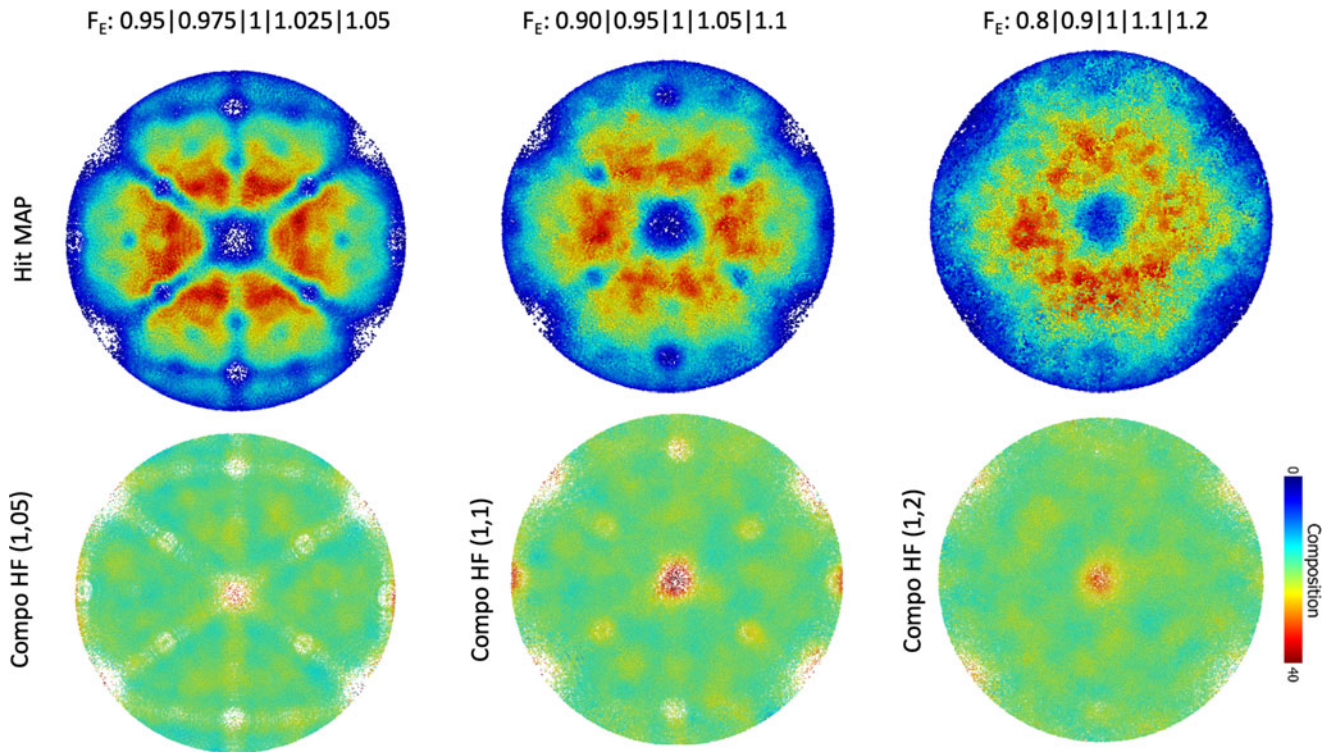 F_E: 0.95|0.975|1|1.025|1.05
F_E: 0.90|0.95|1|1.05|1.1
F_E: 0.8|0.9|1|1.1|1.2
Hit MAP
Compo HF (1,05)
Compo HF (1,1)
Compo HF (1,2)
0
Composition
40